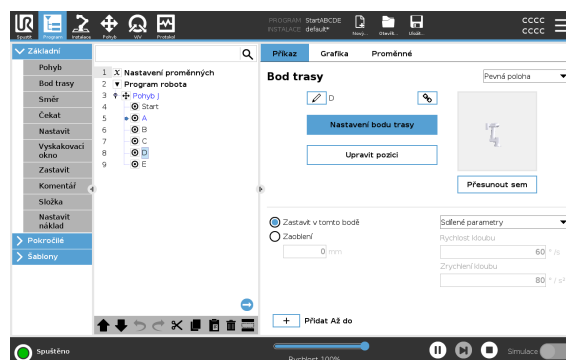 Spustit
Program
Instalace
Pohyb
V/V
Protokol
PROGRAM StartABCDE
INSTALACE default*
Nový...
Otevřít...
Uložit...
CCCC
CCCC
Základní
Pohyb
Bod trasy
Směr
Čekat
Nastavit
Vyskakovací
okno
Zastavit
Komentář
Složka
Nastavit
náklad
Pokročilé
Šablony
1 X Nastavení proměnných
2 Program robota
3 Pohyb J
4 Start
5 A
6 B
7 C
8 D
9 E
Příkaz
Grafika
Proměnné
Bod trasy
Pevná poloha
D
Nastavení bodu trasy
Upravit pozici
Přesunout sem
Zastavit v tomto bodě
Zaoblení
0 mm
Sdílené parametry
Rychlost kloubu
60 ° /s
Zrychlení kloubu
80 ° / s²
+ Přidat Až do
Spuštěno
Rychlost 100%
Simulace